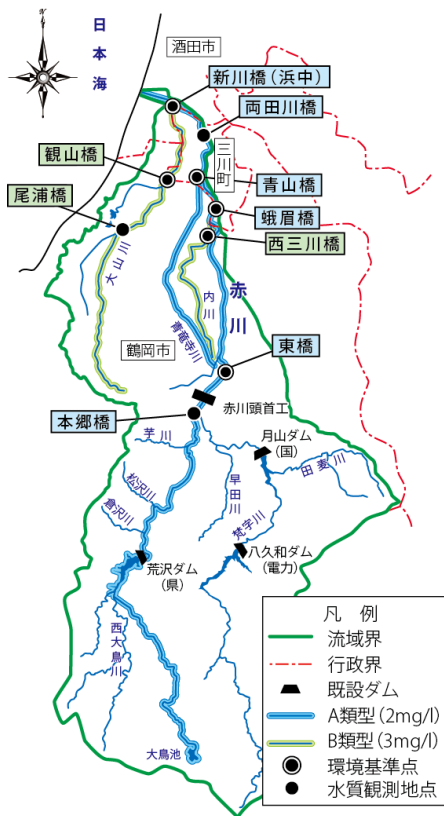 日本海
酒田市
新川橋(浜中)
両田川橋
三川町
観山橋
青山橋
尾浦橋
蛾眉橋
西三川橋
大山川
赤川
内川
青竜寺川
鶴岡市
東橋
赤川頭首工
本郷橋
芋川
月山ダム
(国)
田麦川
早田川
松沢川
倉沢川
梵字川
八久和ダム
(電力)
荒沢ダム
(県)
西大鳥川
大鳥池
凡 例
流域界
行政界
既設ダム
A類型(2mg/l)
B類型(3mg/l)
環境基準点
水質観測地点